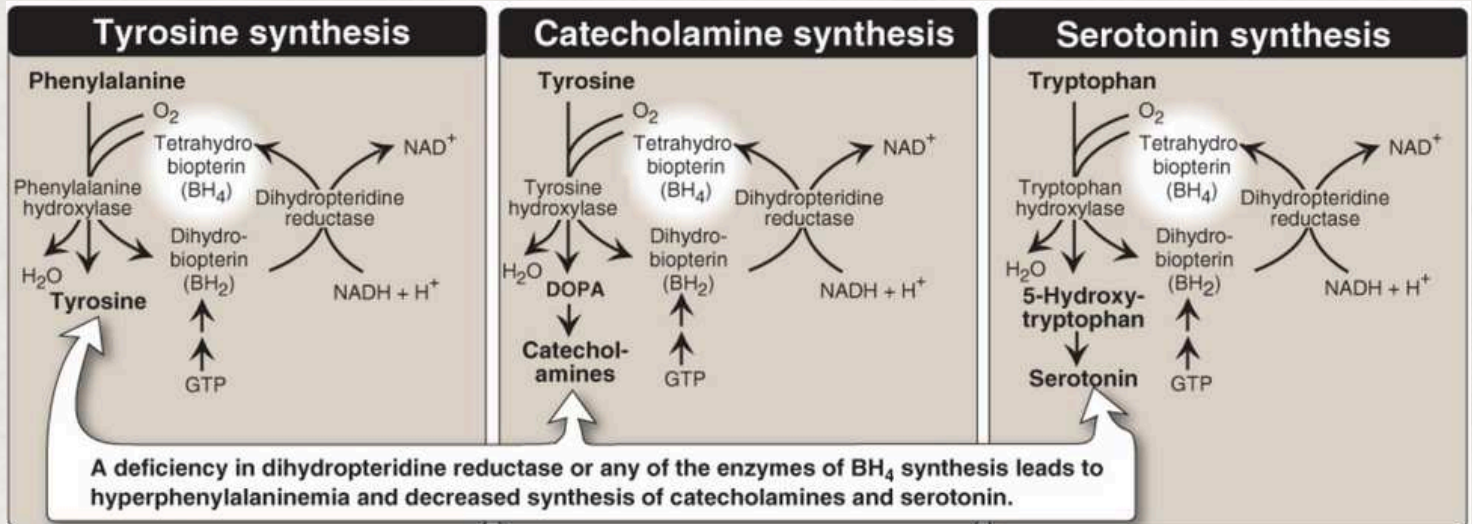 Tyrosine synthesis
Phenylalanine
O2
Tetrahydro
biopterin
(BH4)
NAD+
Phenylalanine
hydroxylase
Dihydropteridine
reductase
Dihydro-
biopterin
(BH2)
H2O
Tyrosine
NADH + H+
GTP
Catecholamine synthesis
Tyrosine
O2
Tetrahydro
biopterin
(BH4)
NAD+
Tyrosine
hydroxylase
Dihydropteridine
reductase
Dihydro-
biopterin
(BH2)
H2O
DOPA
NADH + H+
Catechol-
amines
GTP
Serotonin synthesis
Tryptophan
O2
Tetrahydro
biopterin
(BH4)
NAD+
Tryptophan
hydroxylase
Dihydropteridine
reductase
Dihydro-
biopterin
(BH2)
H2O
5-Hydroxy-
tryptophan
NADH + H+
Serotonin
GTP
A deficiency in dihydropteridine reductase or any of the enzymes of BH4 synthesis leads to
hyperphenylalaninemia and decreased synthesis of catecholamines and serotonin.